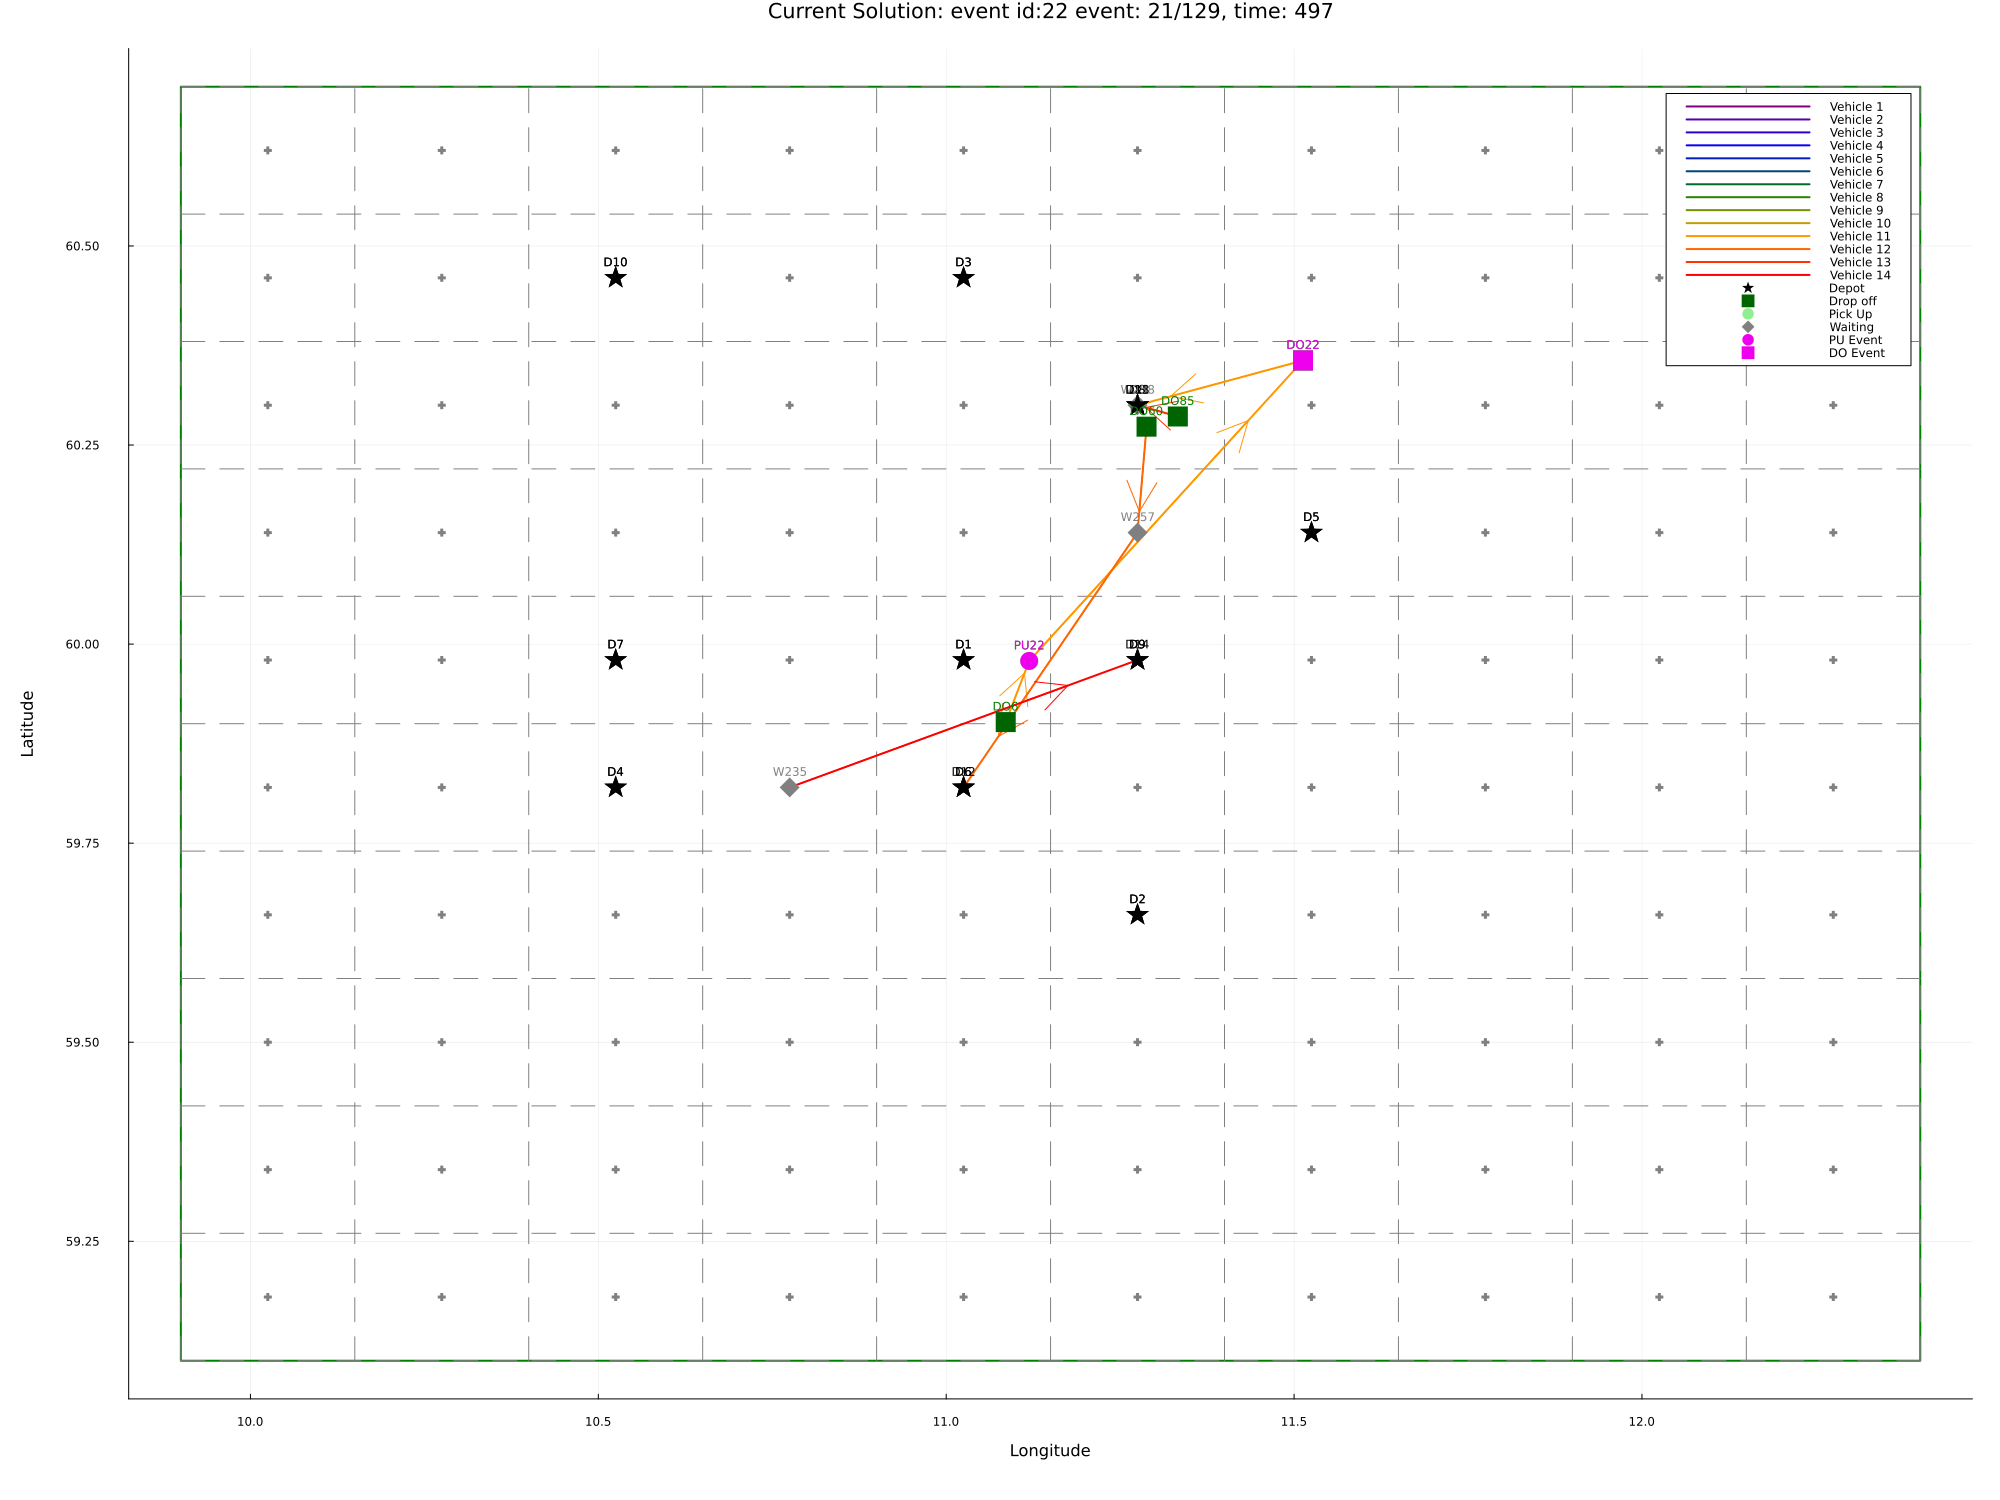 Current Solution: event id:22 event: 21/129, time: 497
Vehicle 1
Vehicle 2
Vehicle 3
Vehicle 4
Vehicle 5
Vehicle 6
Vehicle 7
Vehicle 8
Vehicle 9
Vehicle 10
Vehicle 11
Vehicle 12
Vehicle 13
Vehicle 14
Depot
Drop off
Pick Up
Waiting
PU Event
DO Event
60.50
60.25
60.00
59.75
59.50
59.25
Latitude
D10
D3
DO22
DO85
W257
D5
D7
D1
PU22
D4
W235
D2
10.0
10.5
11.0
11.5
12.0
Longitude